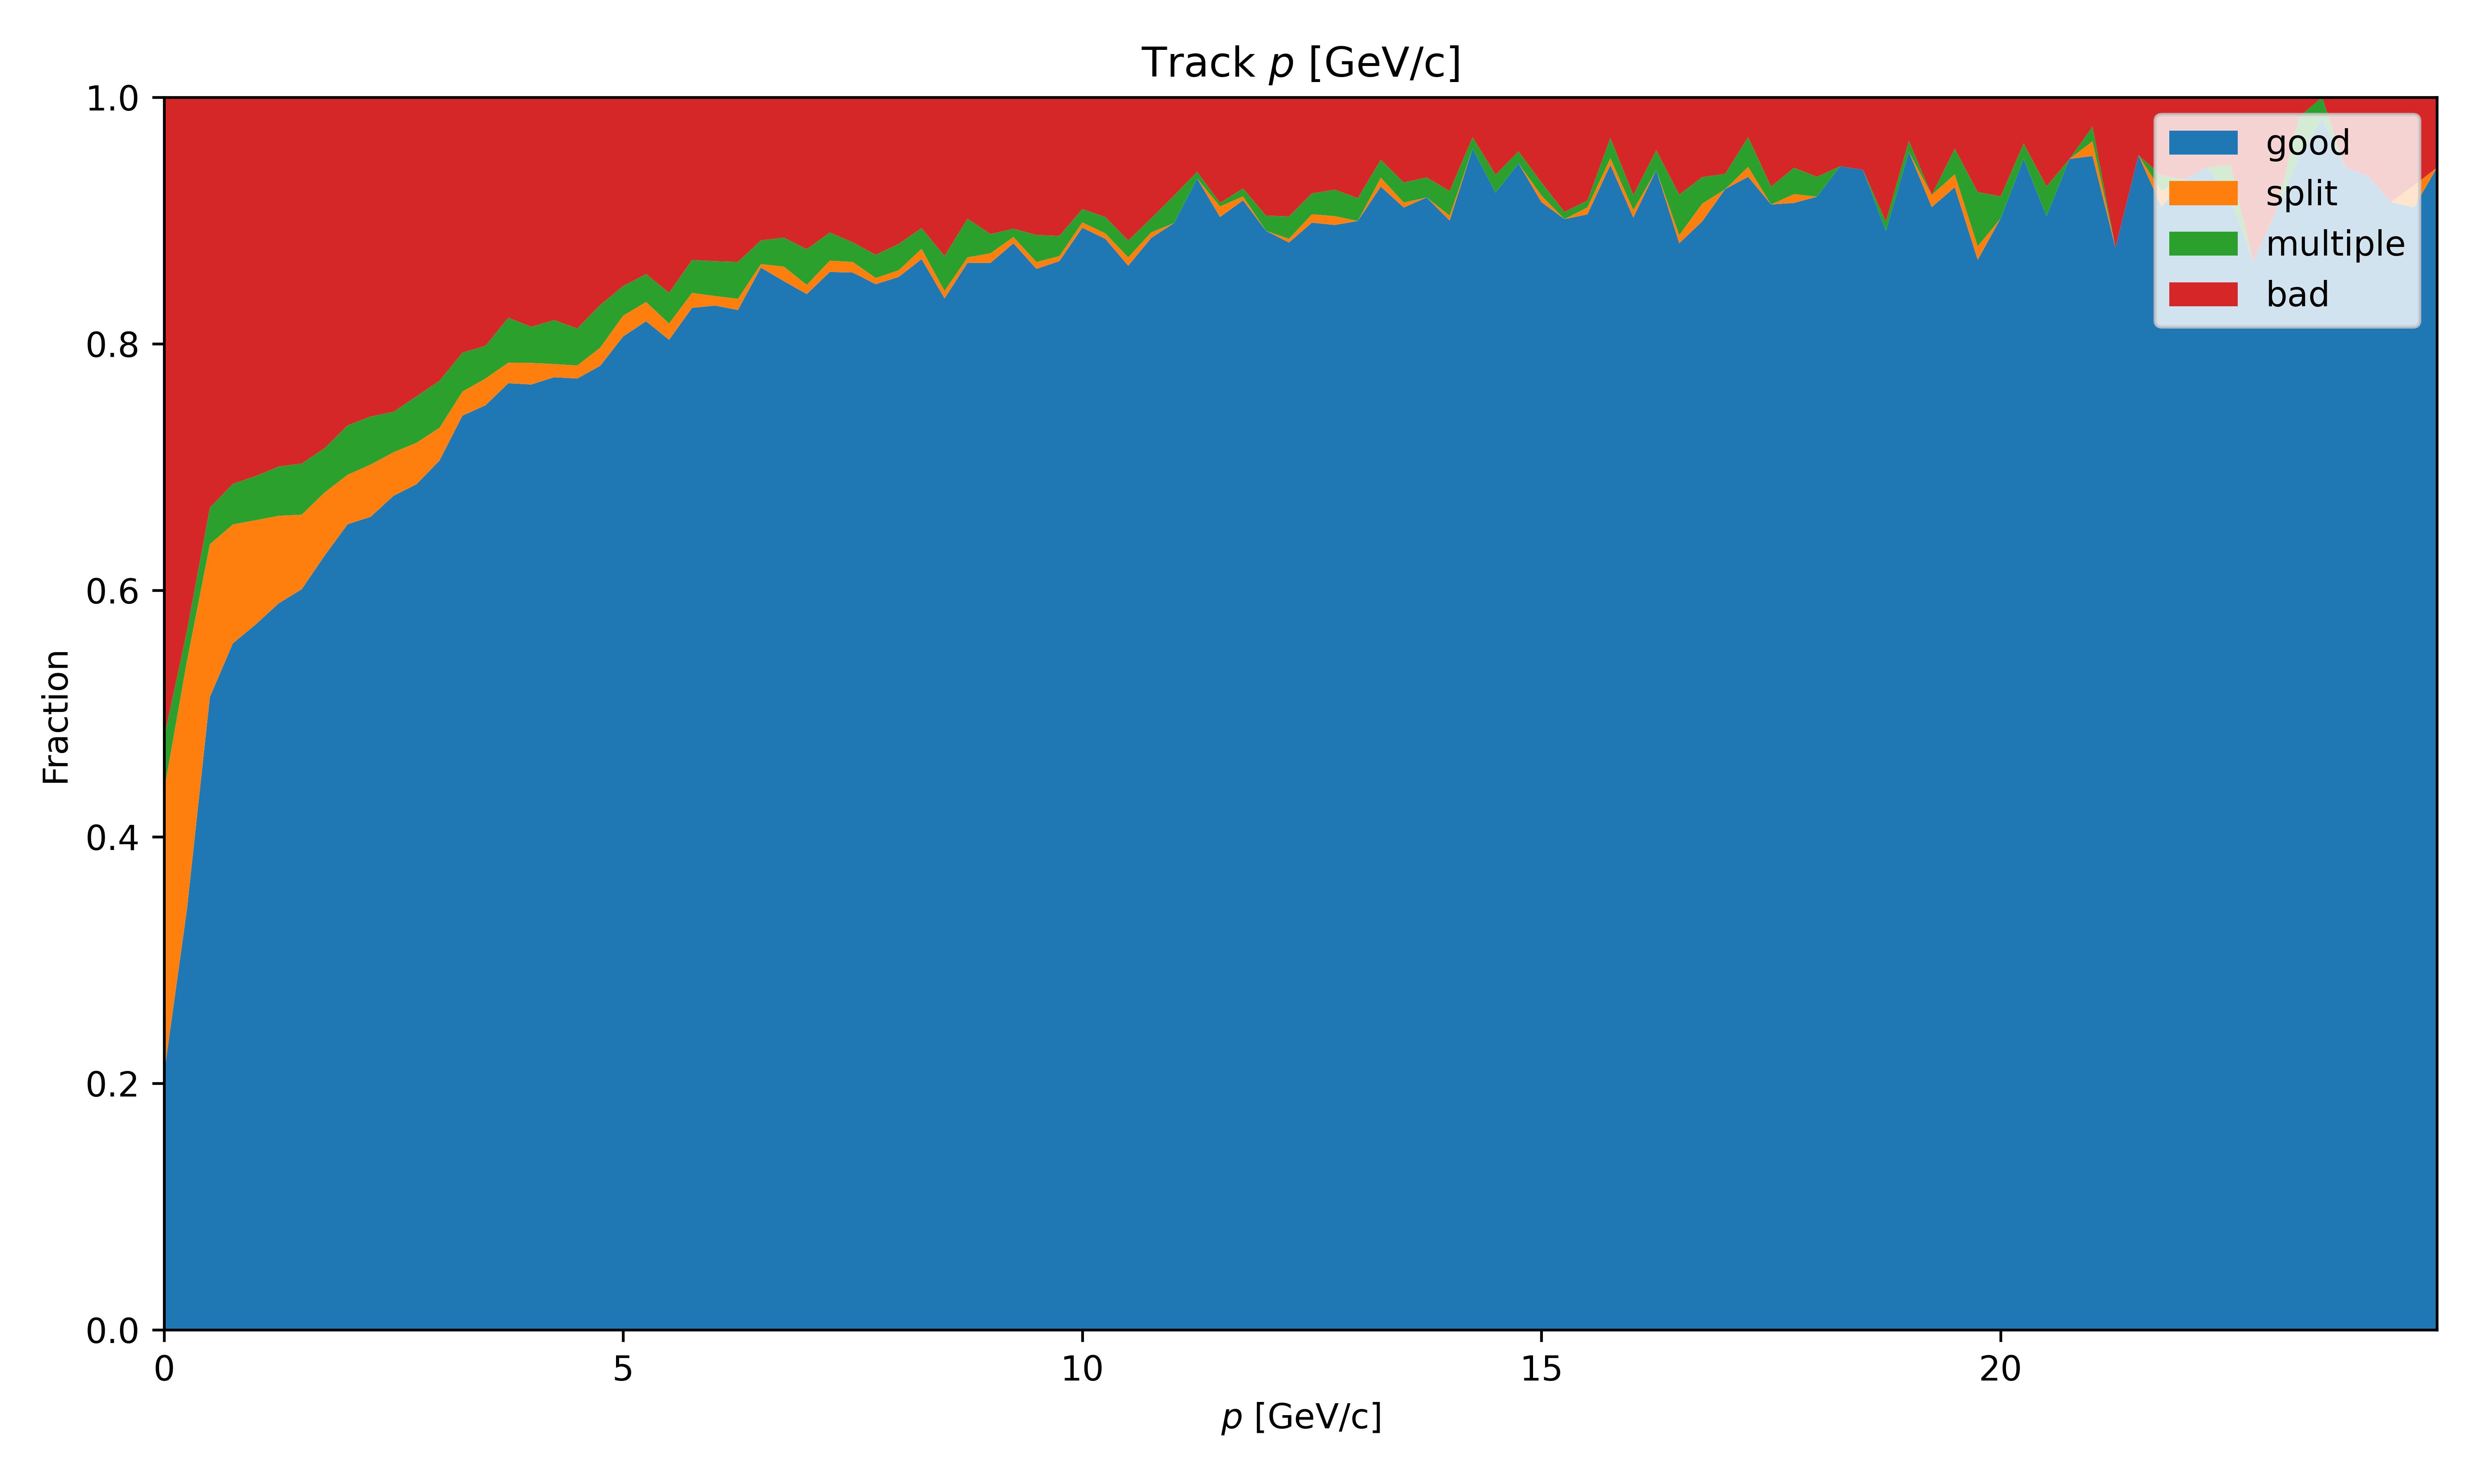 Track p [GeV/c]
1.0
0.8
0.6
0.4
0.2
0.0
Fraction
good
split
multiple
bad
0 5 10 15 20
p [GeV/c]